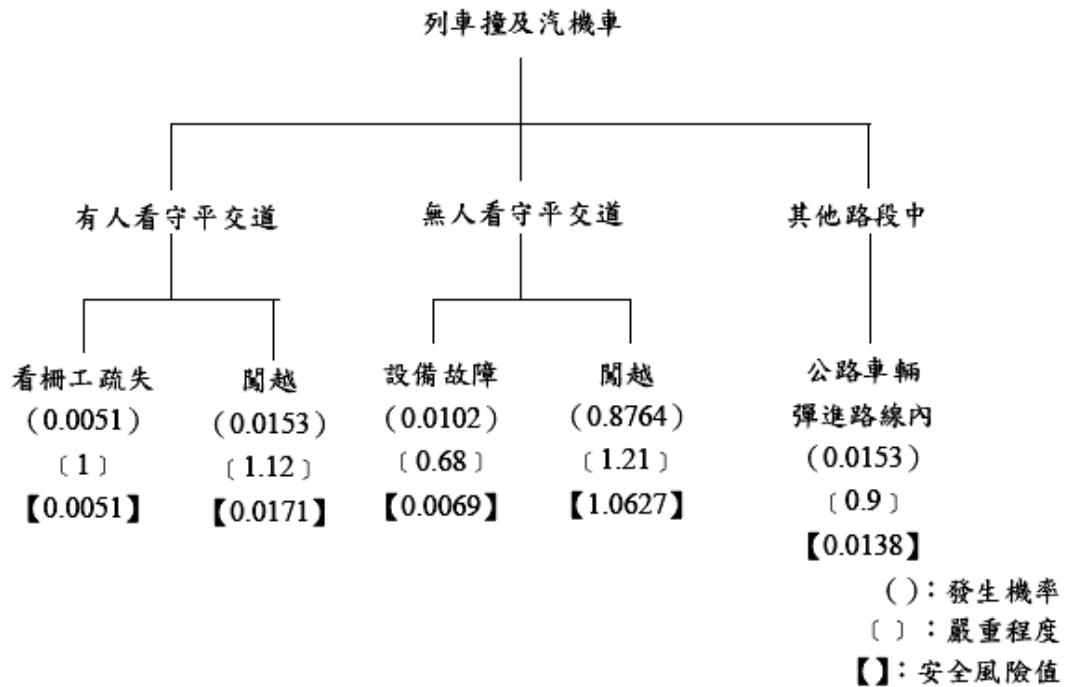 列車撞及汽機車
有人看守平交道
無人看守平交道
其他路段中
看柵工疏失
(0.0051)
〔1〕
【0.0051】
闖越
(0.0153)
〔1.12〕
【0.0171】
設備故障
(0.0102)
〔0.68〕
【0.0069】
闖越
(0.8764)
〔1.21〕
【1.0627】
公路車輛
彈進路線內
(0.0153)
〔0.9〕
【0.0138】
( )：發生機率
〔 〕：嚴重程度
【】：安全風險值